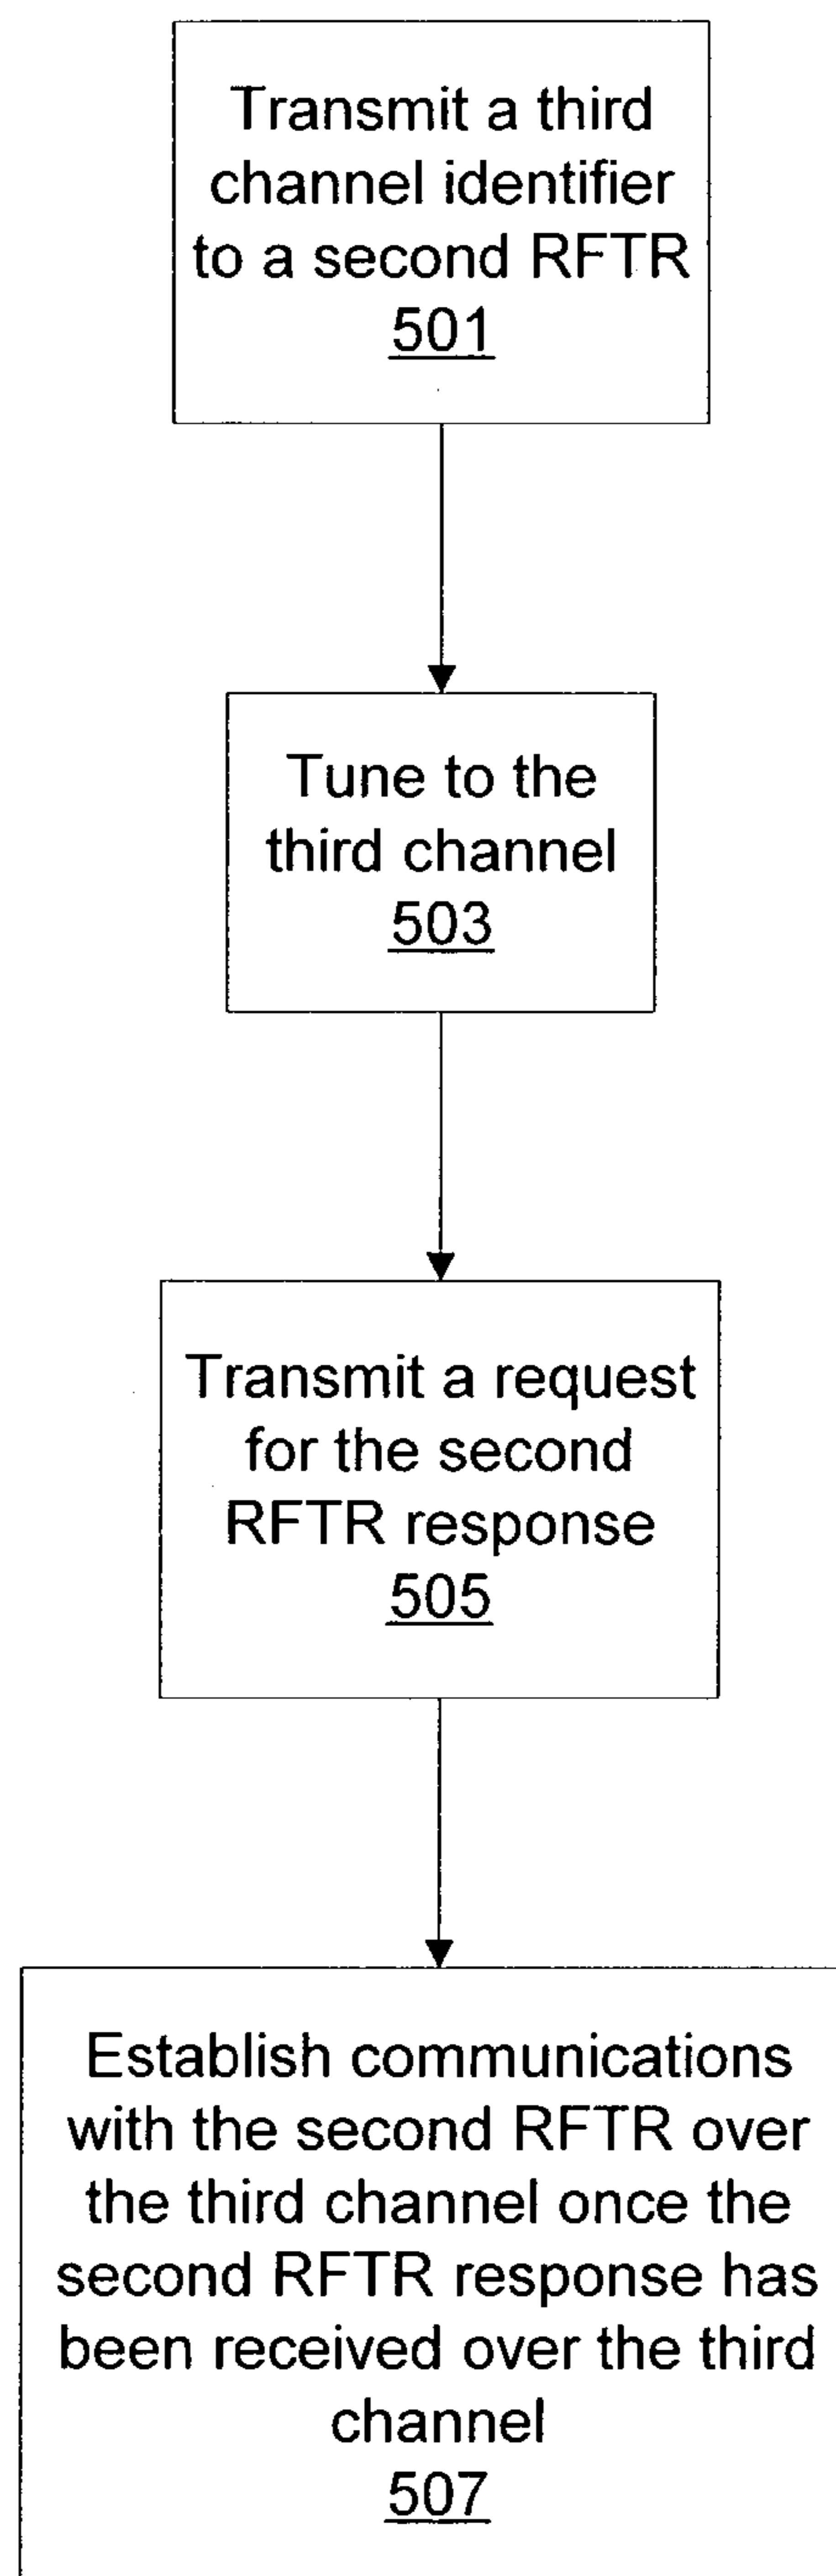 Transmit a third
channel identifier
to a second RFTR
501
Tune to the
third channel
503
Transmit a request
for the second
RFTR response
505
Establish communications
with the second RFTR over
the third channel once the
second RFTR response has
been received over the third
channel
507